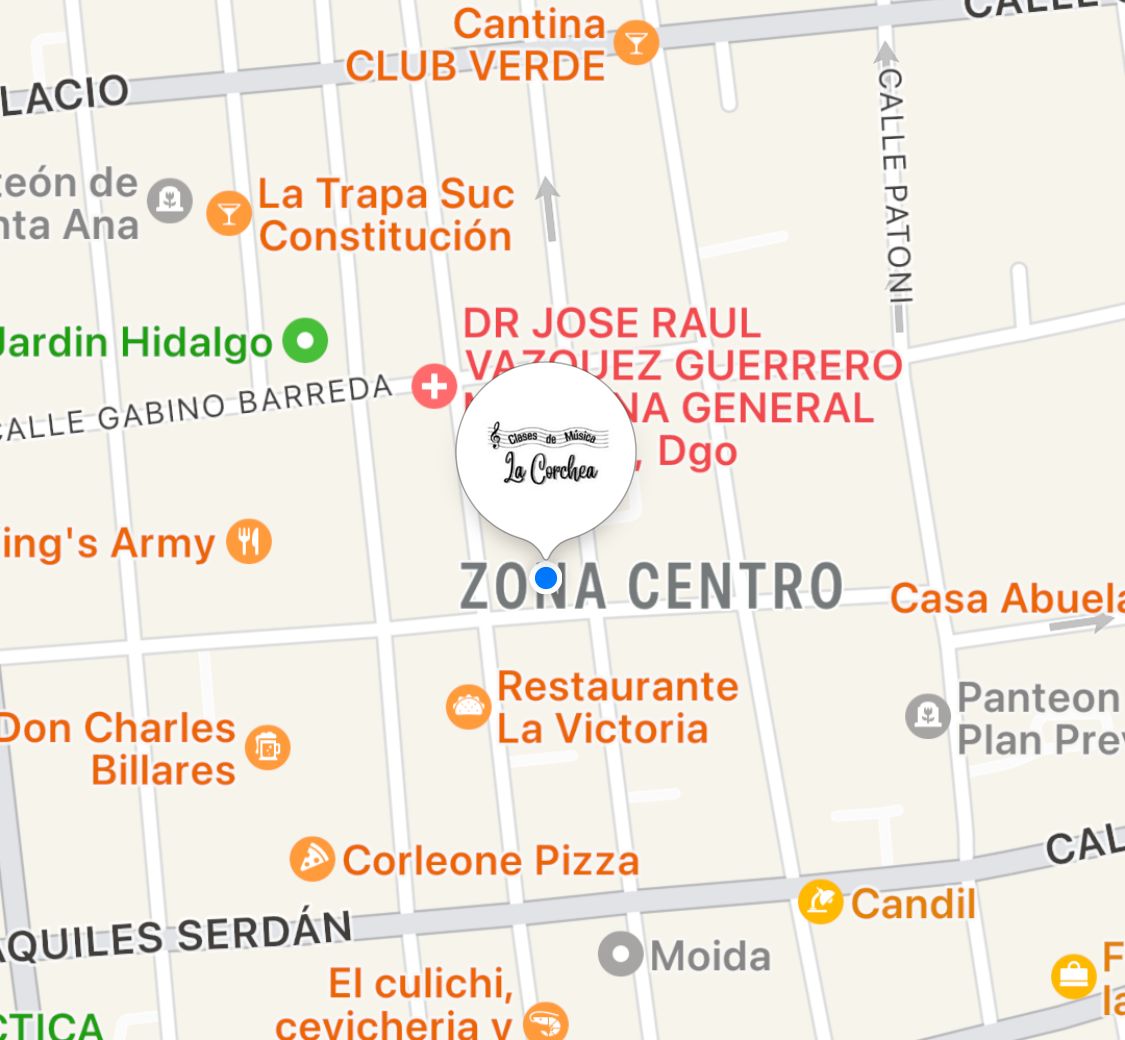 CALLE
Cantina
CLUB VERDE
LACIO
CALLE PATONI
teón de
nta Ana
La Trapa Suc
Constitución
Jardin Hidalgo
CALLE GABINO BARREDA
DR JOSE RAUL
VAZQUEZ GUERRERO
NA GENERAL
, Dgo
Clases de Música
La Corchea
ing's Army
ZONA CENTRO
Casa Abuela
Restaurante
La Victoria
Panteon
Plan Prev
Don Charles
Billares
Corleone Pizza
CAL
Candil
AQUILES SERDÁN
Moida
F
la
El culichi,
cevicheria y
CTICA